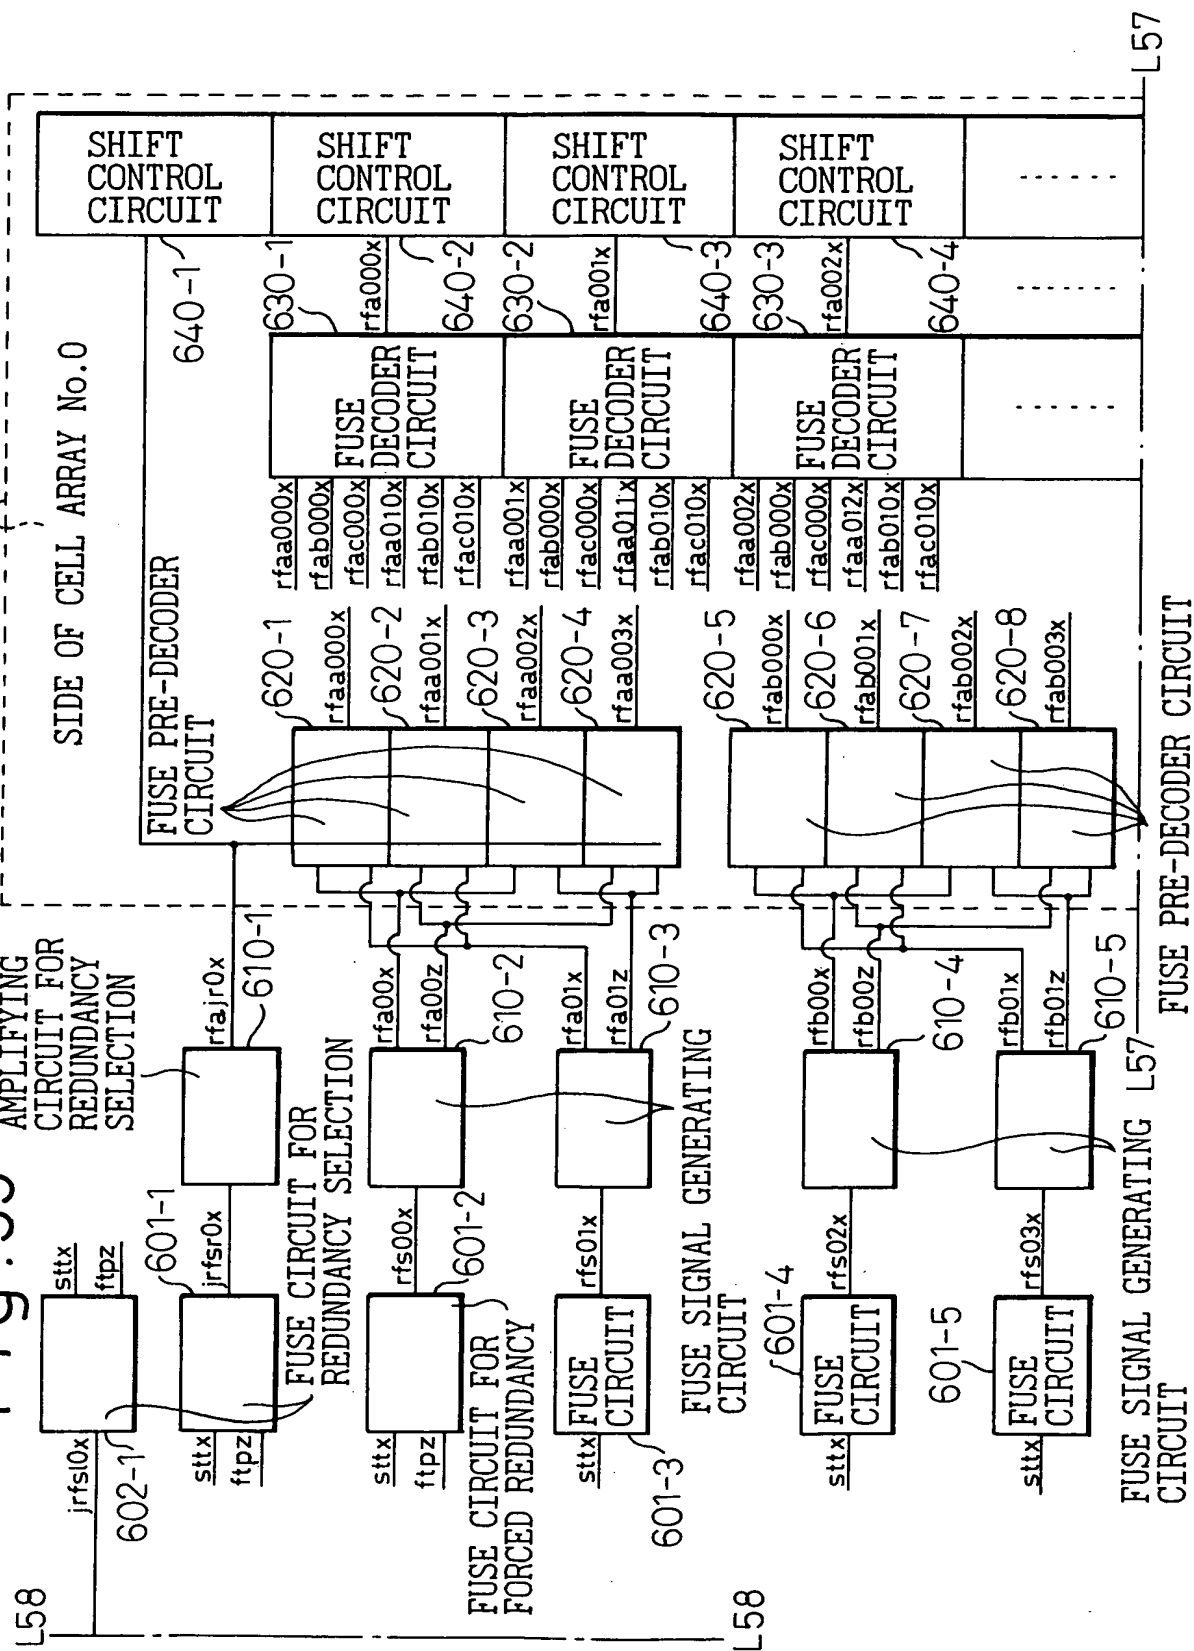 Fig.
L58
jrfsl0x
602-1
sttx
ftpz
sttx
ftpz
601-1
jrfsr0x
FUSE CIRCUIT FOR
REDUNDANCY SELECTION
AMPLIFYING
CIRCUIT FOR
REDUNDANCY
SELECTION
rfajr0x
610-1
sttx
ftpz
601-2
rfs00x
FUSE CIRCUIT FOR
FORCED REDUNDANCY
rfa00x
rfa00z
610-2
sttx
FUSE
CIRCUIT
601-3
rfs01x
rfa01x
rfa01z
610-3
FUSE SIGNAL GENERATING
CIRCUIT
L58
sttx
FUSE
CIRCUIT
601-4
rfs02x
rfb00x
rfb00z
610-4
sttx
FUSE
CIRCUIT
601-5
rfs03x
rfb01x
rfb01z
610-5
FUSE SIGNAL GENERATING
CIRCUIT
L57
SIDE OF CELL ARRAY No.0
FUSE PRE-DECODER
CIRCUIT
620-1
rfaa000x
620-2
rfaa001x
620-3
rfaa002x
620-4
rfaa003x
620-5
rfab000x
620-6
rfab001x
620-7
rfab002x
620-8
rfab003x
FUSE PRE-DECODER CIRCUIT
rfaa000x
rfab000x
rfac000x
rfaa010x
rfab010x
rfac010x
FUSE
DECODER
CIRCUIT
630-1
rfa000x
rfaa001x
rfab000x
rfac000x
rfaa011x
rfab010x
rfac010x
FUSE
DECODER
CIRCUIT
630-2
rfa001x
rfaa002x
rfab000x
rfac000x
rfaa012x
rfab010x
rfac010x
FUSE
DECODER
CIRCUIT
630-3
rfa002x
640-1
SHIFT
CONTROL
CIRCUIT
640-2
SHIFT
CONTROL
CIRCUIT
640-3
SHIFT
CONTROL
CIRCUIT
640-4
SHIFT
CONTROL
CIRCUIT
L57